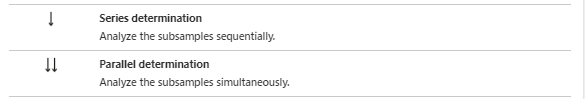 Series determination
Analyze the subsamples sequentially.
Parallel determination
Analyze the subsamples simultaneously.